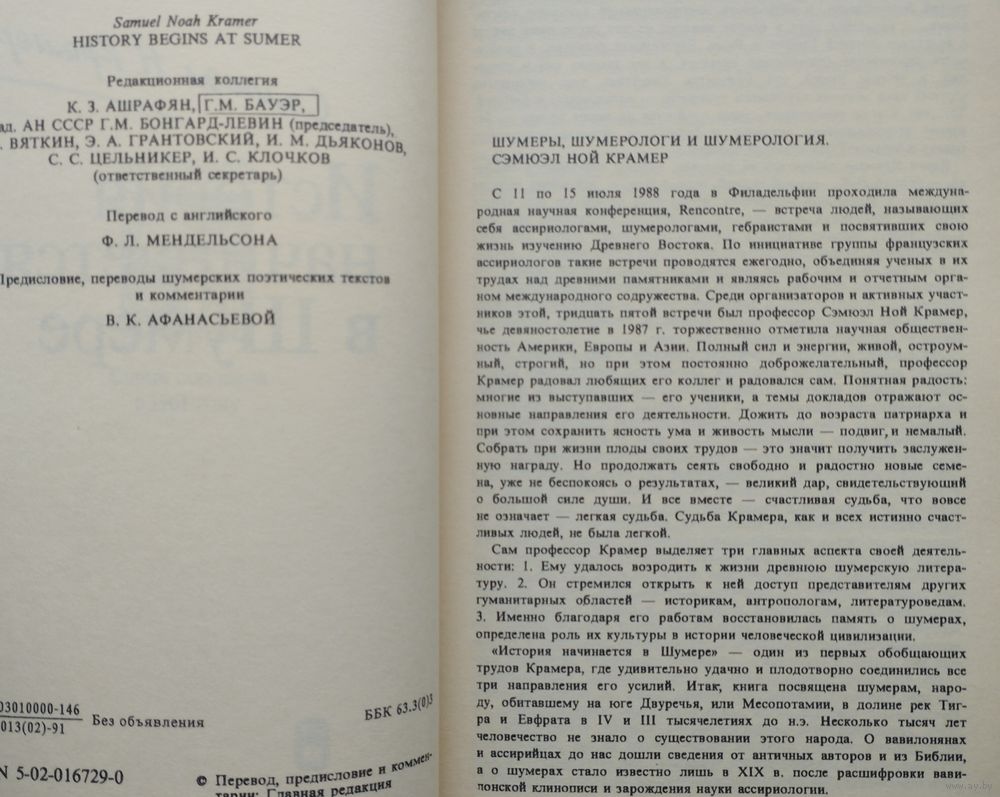 Samuel Noah Kramer
HISTORY BEGINS AT SUMER
Редакционная коллегия
К. З. АШРАФЯН, Г.М. БАУЭР,
АН СССР Г.М. БОНГАРД-ЛЕВИН (председатель),
ВЯТКИН, Э. А. ГРАНТОВСКИЙ, И. М. ДЬЯКОНОВ,
С. С. ЦЕЛЬНИКЕР, И. С. КЛОЧКОВ
(ответственный секретарь)
Перевод с английского
Ф. Л. МЕНДЕЛЬСОНА
Предисловие, переводы шумерских поэтических текстов
и комментарии
В. К. АФАНАСЬЕВОЙ
03010000-146
013(02)-91
Без объявления
ББК 63.3(0)3
N 5-02-016729-0
© Перевод, предисловие и коммен-
тарии: Главная редакция
ШУМЕРЫ, ШУМЕРОЛОГИ И ШУМЕРОЛОГИЯ.
СЭМЮЭЛ НОЙ КРАМЕР
С 11 по 15 июля 1988 года в Филадельфии проходила междуна-
родная научная конференция, Rencontre, — встреча людей, называющих
себя ассириологами, шумерологами, гебраистами и посвятивших свою
жизнь изучению Древнего Востока. По инициативе группы французских
ассириологов такие встречи проводятся ежегодно, объединяя ученых в их
трудах над древними памятниками и являясь рабочим и отчетным орга-
ном международного содружества. Среди организаторов и активных участ-
ников этой, тридцать пятой встречи был профессор Сэмюэл Ной Крамер,
чье девяностолетие в 1987 г. торжественно отметила научная обществен-
ность Америки, Европы и Азии. Полный сил и энергии, живой, остроум-
ный, строгий, но при этом постоянно доброжелательный, профессор
Крамер радовал любящих его коллег и радовался сам. Понятная радость:
многие из выступавших — его ученики, а темы докладов отражают ос-
новные направления его деятельности. Дожить до возраста патриарха и
при этом сохранить ясность ума и живость мысли — подвиг, и немалый.
Собрать при жизни плоды своих трудов — это значит получить заслужен-
ную награду. Но продолжать сеять свободно и радостно новые семе-
на, уже не беспокоясь о результатах, — великий дар, свидетельствующий
о большой силе души. И все вместе — счастливая судьба, что вовсе
не означает — легкая судьба. Судьба Крамера, как и всех истинно счаст-
ливых людей, не была легкой.
Сам профессор Крамер выделяет три главных аспекта своей деятель-
ности: 1. Ему удалось возродить к жизни древнюю шумерскую литера-
туру. 2. Он стремился открыть к ней доступ представителям других
гуманитарных областей — историкам, антропологам, литературоведам.
3. Именно благодаря его работам восстановилась память о шумерах,
определена роль их культуры в истории человеческой цивилизации.
«История начинается в Шумере» — один из первых обобщающих
трудов Крамера, где удивительно удачно и плодотворно соединились все
три направления его усилий. Итак, книга посвящена шумерам, наро-
ду, обитавшему на юге Двуречья, или Месопотамии, в долине рек Тиг-
ра и Евфрата в IV и III тысячелетиях до н.э. Несколько тысяч лет
человечество не знало о существовании этого народа. О вавилонянах
и ассирийцах до нас дошли сведения от античных авторов и из Библии,
а о шумерах стало известно лишь в XIX в. после расшифровки вави-
лонской клинописи и зарождения науки ассириологии.
www.ay.by